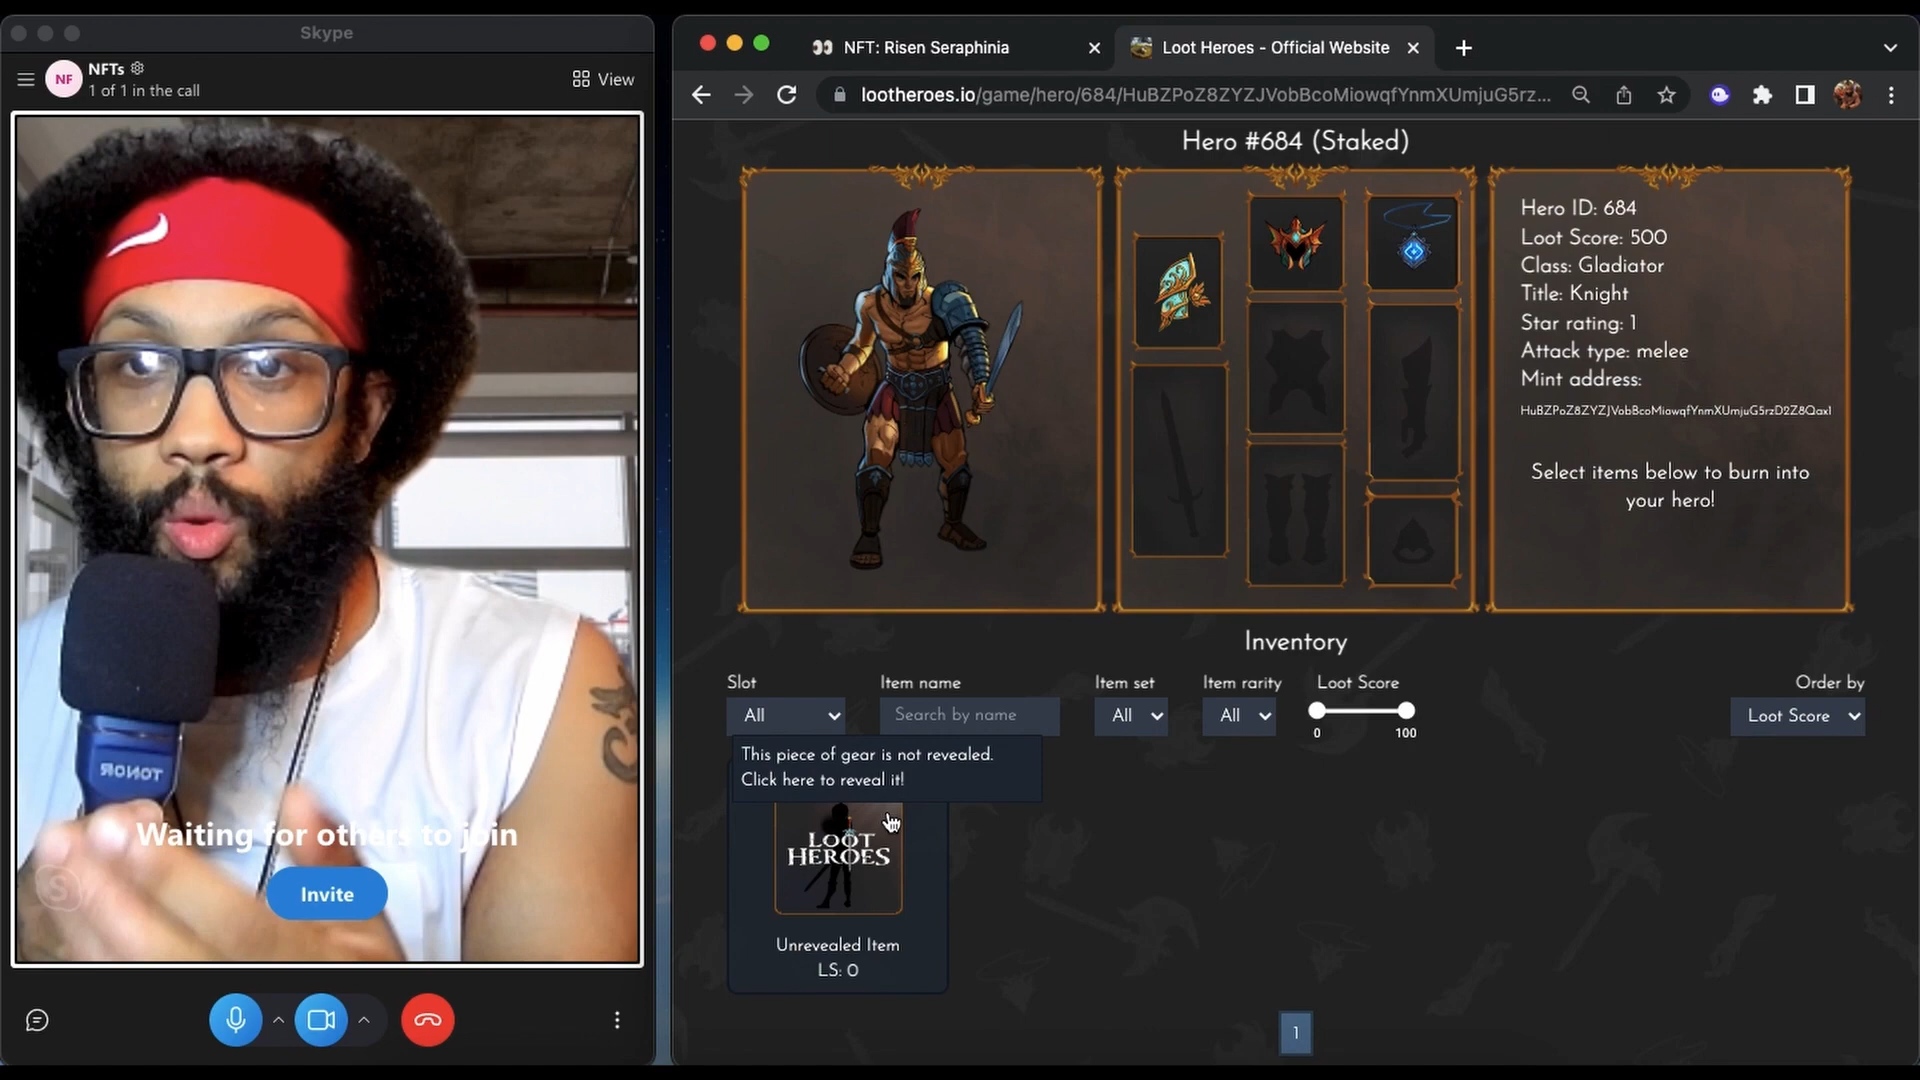 Skype
NF
NFTs
1 of 1 in the call
View
Waiting for others to join
Invite
NFT: Risen Seraphinia
Loot Heroes - Official Website
lootheroes.io/game/hero/684/HuBZPoZ8ZYZJVobBcoMiowqfYnmXUmjuG5rz...
Hero #684 (Staked)
Hero ID: 684
Loot Score: 500
Class: Gladiator
Title: Knight
Star rating: 1
Attack type: melee
Mint address:
HuBZPoZ8ZYZJVobBcoMiowqfYnmXUmjuG5rzD2Z8Qax1
Select items below to burn into
your hero!
Inventory
Slot
Item name
Item set
Item rarity
Loot Score
Order by
All
Search by name
All
All
0
100
Loot Score
This piece of gear is not revealed.
Click here to reveal it!
LOOT
HEROES
Unrevealed Item
LS: 0
1
RONOR